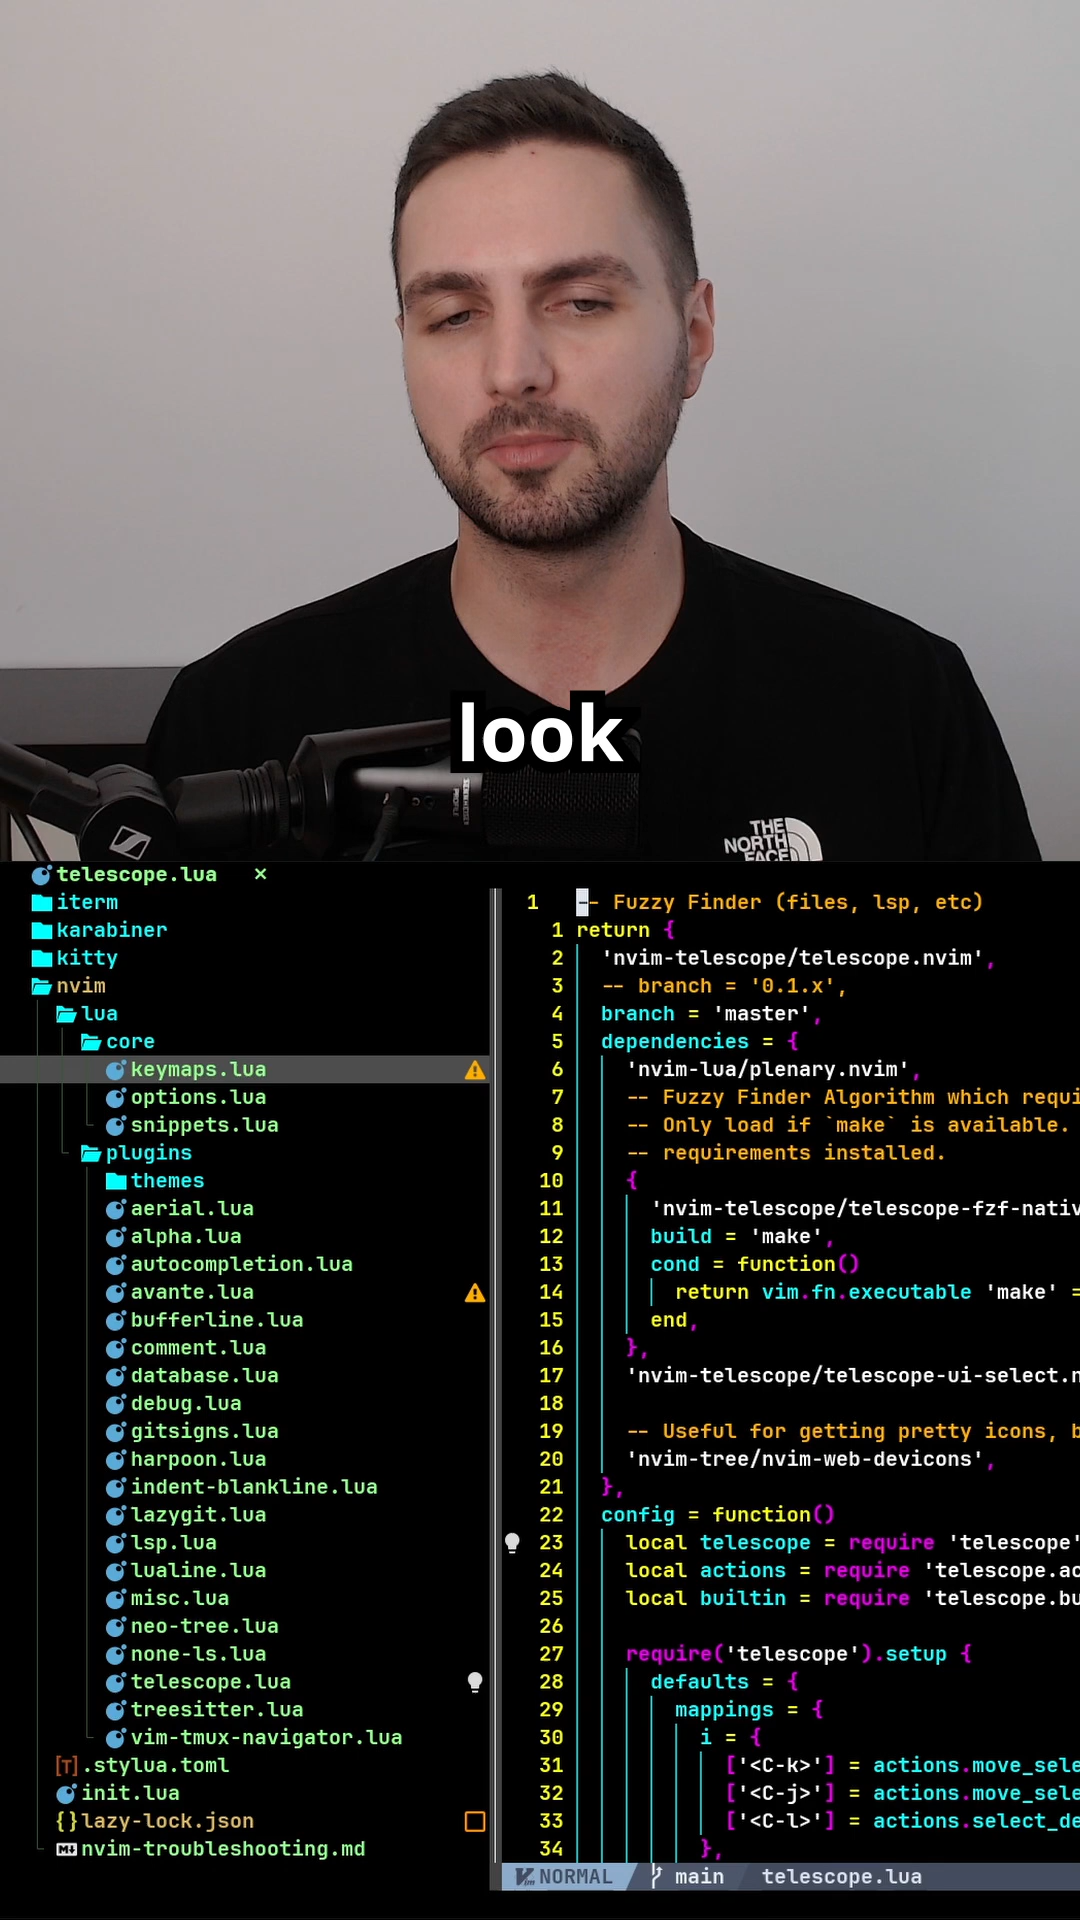 look
SENNHEISER
PROFILE
THE
NORTH
FACE
telescope.lua ×
iterm
karabiner
kitty
nvim
lua
core
keymaps.lua
options.lua
snippets.lua
plugins
themes
aerial.lua
alpha.lua
autocompletion.lua
avante.lua
bufferline.lua
comment.lua
database.lua
debug.lua
gitsigns.lua
harpoon.lua
indent-blankline.lua
lazygit.lua
lsp.lua
lualine.lua
misc.lua
neo-tree.lua
none-ls.lua
telescope.lua
treesitter.lua
vim-tmux-navigator.lua
[T] .stylua.toml
init.lua
{} lazy-lock.json
M↓ nvim-troubleshooting.md
1 -- Fuzzy Finder (files, lsp, etc)
1 return {
2 'nvim-telescope/telescope.nvim',
3 -- branch = '0.1.x',
4 branch = 'master',
5 dependencies = {
6 'nvim-lua/plenary.nvim',
7 -- Fuzzy Finder Algorithm which requi
8 -- Only load if `make` is available.
9 -- requirements installed.
10 {
11 'nvim-telescope/telescope-fzf-nativ
12 build = 'make',
13 cond = function()
14 return vim.fn.executable 'make' =
15 end,
16 },
17 'nvim-telescope/telescope-ui-select.n
18
19 -- Useful for getting pretty icons, b
20 'nvim-tree/nvim-web-devicons',
21 },
22 config = function()
23 local telescope = require 'telescope'
24 local actions = require 'telescope.ac
25 local builtin = require 'telescope.bu
26
27 require('telescope').setup {
28 defaults = {
29 mappings = {
30 i = {
31 ['<C-k>'] = actions.move_sele
32 ['<C-j>'] = actions.move_sele
33 ['<C-l>'] = actions.select_de
34 },
NORMAL main telescope.lua